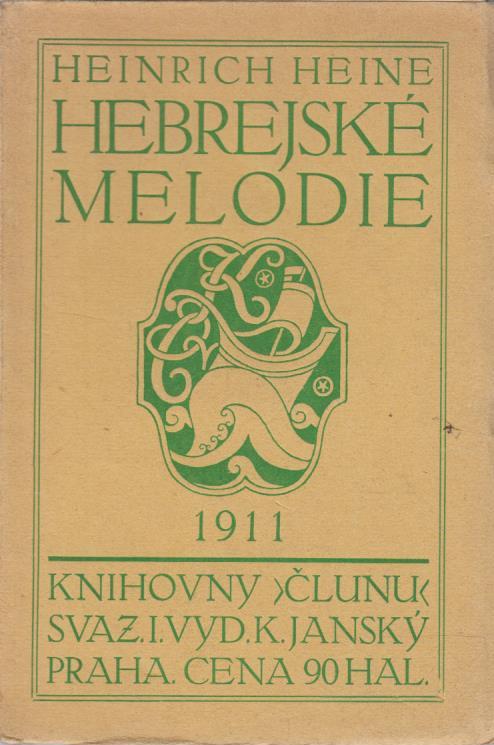 HEINRICH HEINE
HEBREJSKÉ
MELODIE
1911
KNIHOVNY ›ČLUNU‹
SVAZ. I. VYD. K. JANSKÝ
PRAHA. CENA 90 HAL.